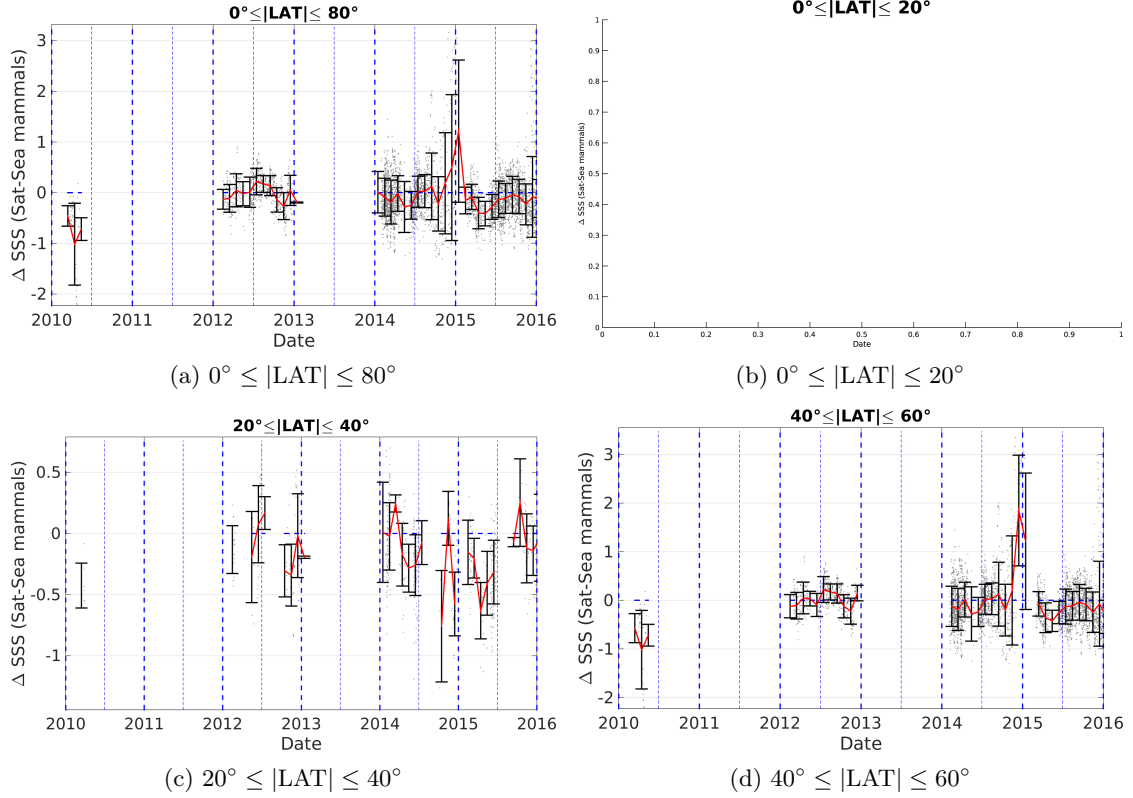 0°≤|LAT|≤ 80°
Δ SSS (Sat-Sea mammals)
3
2
1
0
-1
-2
2010 2011 2012 2013 2014 2015 2016
Date
(a) 0° ≤ |LAT| ≤ 80°
0°≤|LAT|≤ 20°
Δ SSS (Sat-Sea mammals)
1
0.9
0.8
0.7
0.6
0.5
0.4
0.3
0.2
0.1
0
0 0.1 0.2 0.3 0.4 0.5 0.6 0.7 0.8 0.9 1
Date
(b) 0° ≤ |LAT| ≤ 20°
20°≤|LAT|≤ 40°
Δ SSS (Sat-Sea mammals)
0.5
0
-0.5
-1
2010 2011 2012 2013 2014 2015 2016
Date
(c) 20° ≤ |LAT| ≤ 40°
40°≤|LAT|≤ 60°
Δ SSS (Sat-Sea mammals)
3
2
1
0
-1
-2
2010 2011 2012 2013 2014 2015 2016
Date
(d) 40° ≤ |LAT| ≤ 60°